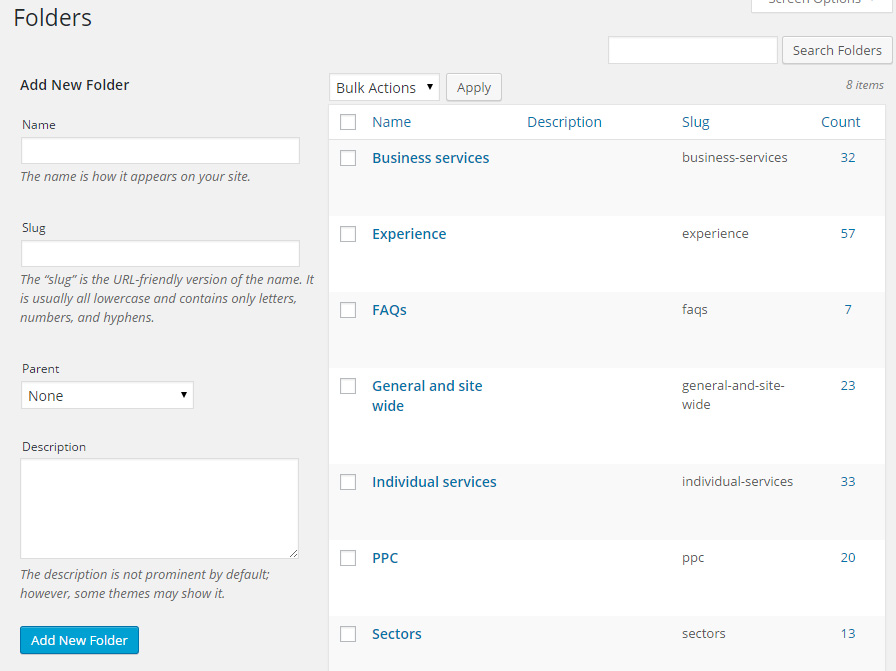 Folders
Screen Options
Search Folders
Add New Folder
Bulk Actions
Apply
8 items
Name
The name is how it appears on your site.
Slug
The “slug” is the URL-friendly version of the name. It
is usually all lowercase and contains only letters,
numbers, and hyphens.
Parent
None
Description
The description is not prominent by default;
however, some themes may show it.
Add New Folder
Name Description Slug Count
Business services business-services 32
Experience experience 57
FAQs faqs 7
General and site general-and-site- 23
wide wide
Individual services individual-services 33
PPC ppc 20
Sectors sectors 13